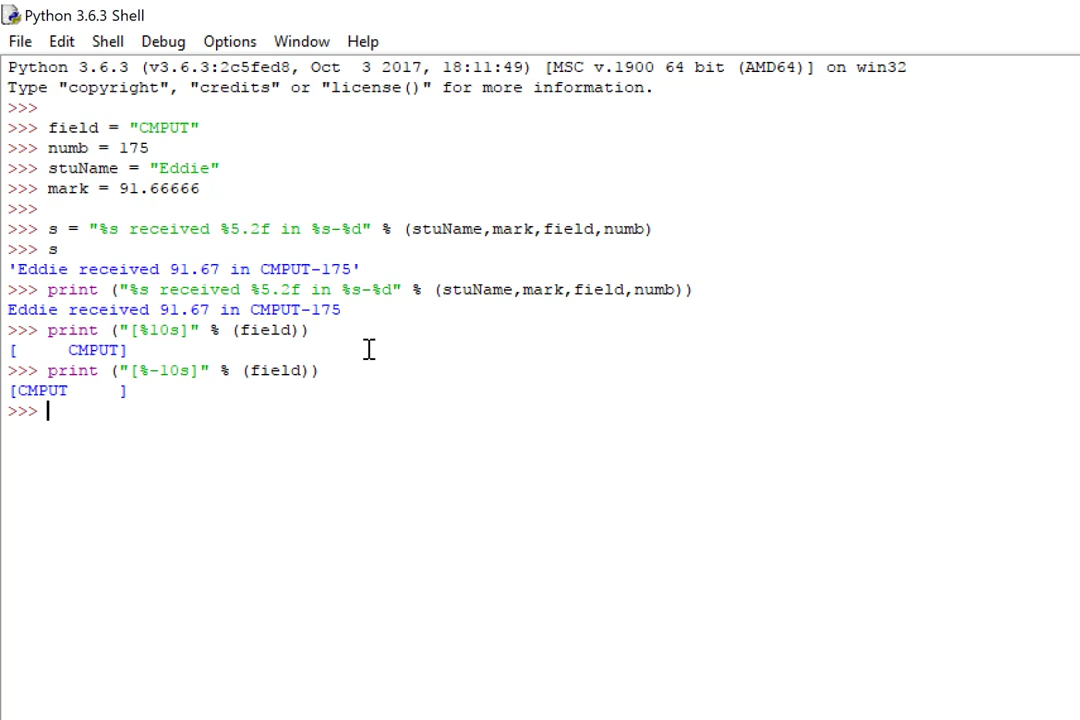 Python 3.6.3 Shell
File Edit Shell Debug Options Window Help
Python 3.6.3 (v3.6.3:2c5fed8, Oct  3 2017, 18:11:49) [MSC v.1900 64 bit (AMD64)] on win32
Type "copyright", "credits" or "license()" for more information.
>>>
>>> field = "CMPUT"
>>> numb = 175
>>> stuName = "Eddie"
>>> mark = 91.66666
>>>
>>> s = "%s received %5.2f in %s-%d" % (stuName,mark,field,numb)
>>> s
'Eddie received 91.67 in CMPUT-175'
>>> print ("%s received %5.2f in %s-%d" % (stuName,mark,field,numb))
Eddie received 91.67 in CMPUT-175
>>> print ("[%10s]" % (field))
[     CMPUT]
>>> print ("[%-10s]" % (field))
[CMPUT     ]
>>>